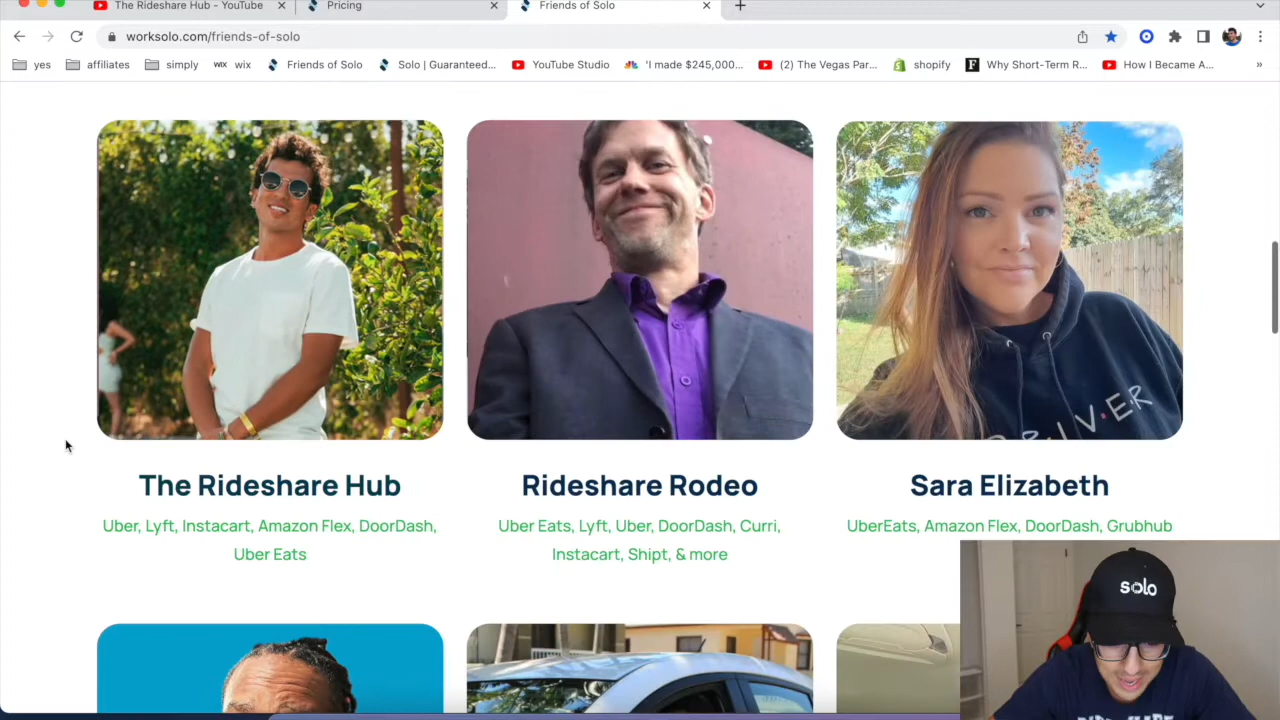 The Rideshare Hub - YouTube
Pricing
Friends of Solo
worksolo.com/friends-of-solo
yes affiliates simply WIX wix Friends of Solo Solo | Guaranteed... YouTube Studio 'I made $245,000... (2) The Vegas Par... shopify F Why Short-Term R... How I Became A... »
DRIVER
The Rideshare Hub
Uber, Lyft, Instacart, Amazon Flex, DoorDash,
Uber Eats
Rideshare Rodeo
Uber Eats, Lyft, Uber, DoorDash, Curri,
Instacart, Shipt, & more
Sara Elizabeth
UberEats, Amazon Flex, DoorDash, Grubhub
solo
RIDESHARE